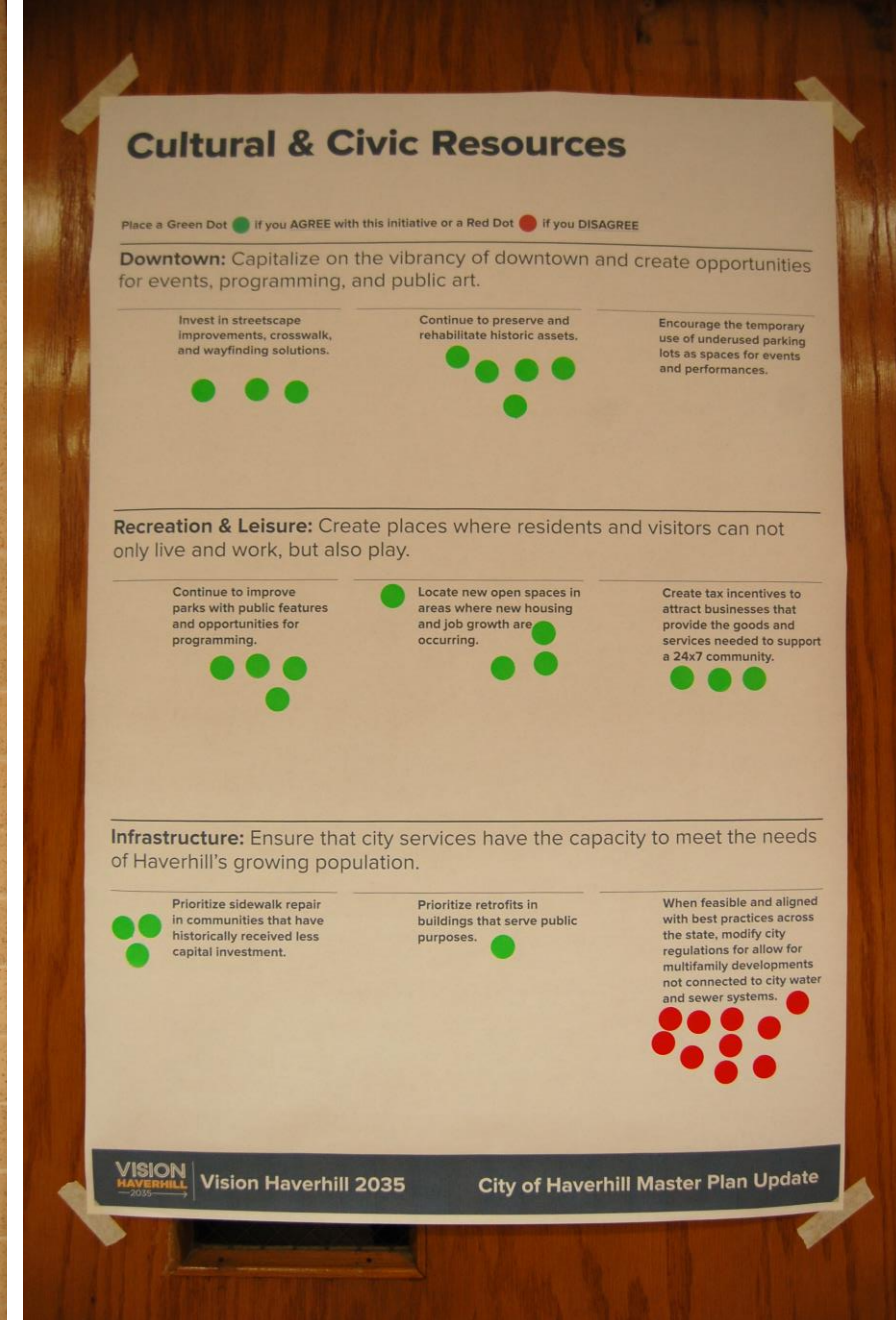 Cultural & Civic Resources
Place a Green Dot if you AGREE with this initiative or a Red Dot if you DISAGREE
Downtown: Capitalize on the vibrancy of downtown and create opportunities
for events, programming, and public art.
Invest in streetscape
improvements, crosswalk,
and wayfinding solutions.
Continue to preserve and
rehabilitate historic assets.
Encourage the temporary
use of underused parking
lots as spaces for events
and performances.
Recreation & Leisure: Create places where residents and visitors can not
only live and work, but also play.
Continue to improve
parks with public features
and opportunities for
programming.
Locate new open spaces in
areas where new housing
and job growth are
occurring.
Create tax incentives to
attract businesses that
provide the goods and
services needed to support
a 24x7 community.
Infrastructure: Ensure that city services have the capacity to meet the needs
of Haverhill's growing population.
Prioritize sidewalk repair
in communities that have
historically received less
capital investment.
Prioritize retrofits in
buildings that serve public
purposes.
When feasible and aligned
with best practices across
the state, modify city
regulations for allow for
multifamily developments
not connected to city water
and sewer systems.
VISION
HAVERHILL
2035
Vision Haverhill 2035
City of Haverhill Master Plan Update